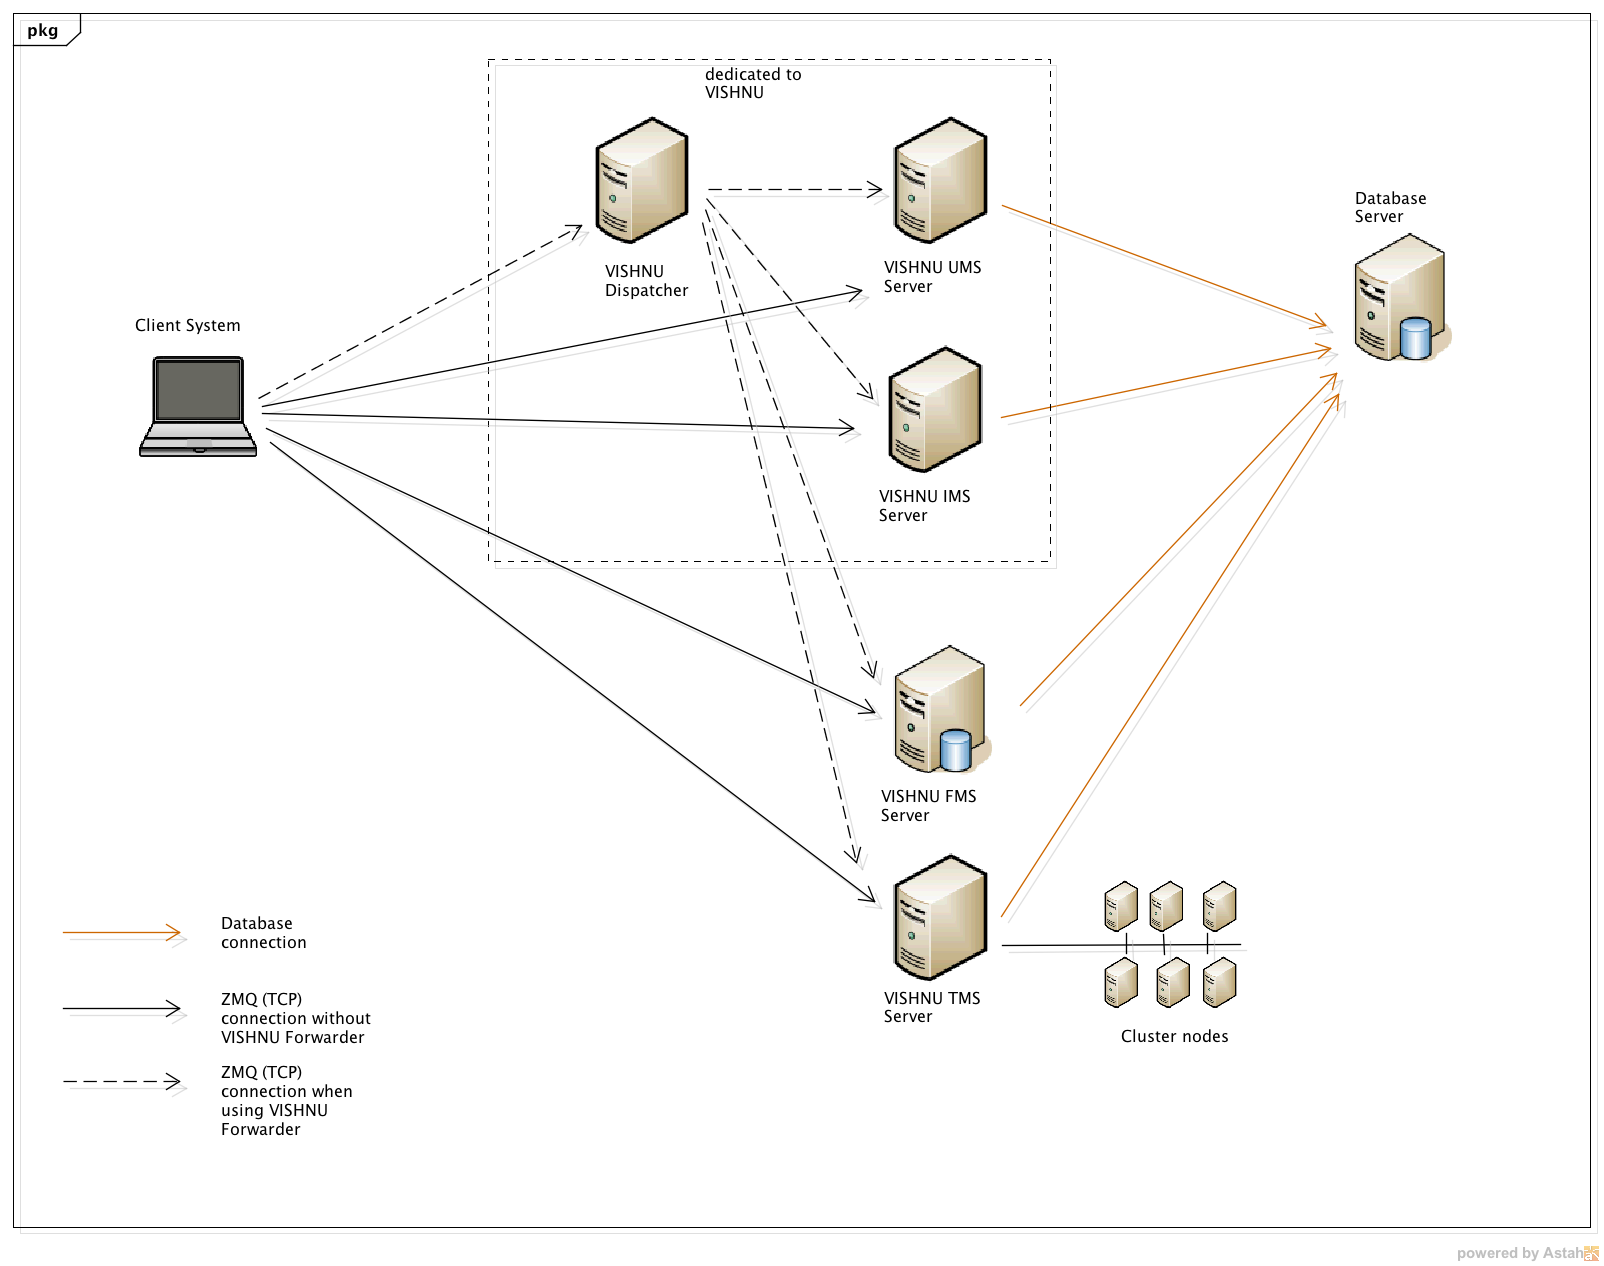 pkg
dedicated to
VISHNU
VISHNU
Dispatcher
VISHNU UMS
Server
Database
Server
Client System
VISHNU IMS
Server
VISHNU FMS
Server
VISHNU TMS
Server
Cluster nodes
Database
connection
ZMQ (TCP)
connection without
VISHNU Forwarder
ZMQ (TCP)
connection when
using VISHNU
Forwarder
powered by Astah